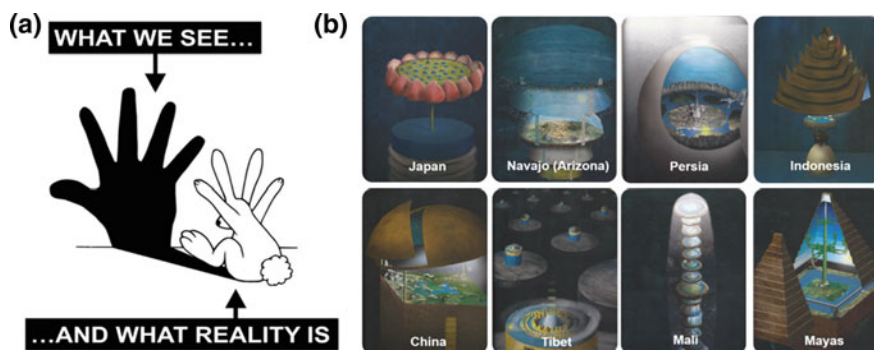 (a)
WHAT WE SEE...
...AND WHAT REALITY IS
(b)
Japan
Navajo (Arizona)
Persia
Indonesia
China
Tibet
Mali
Mayas